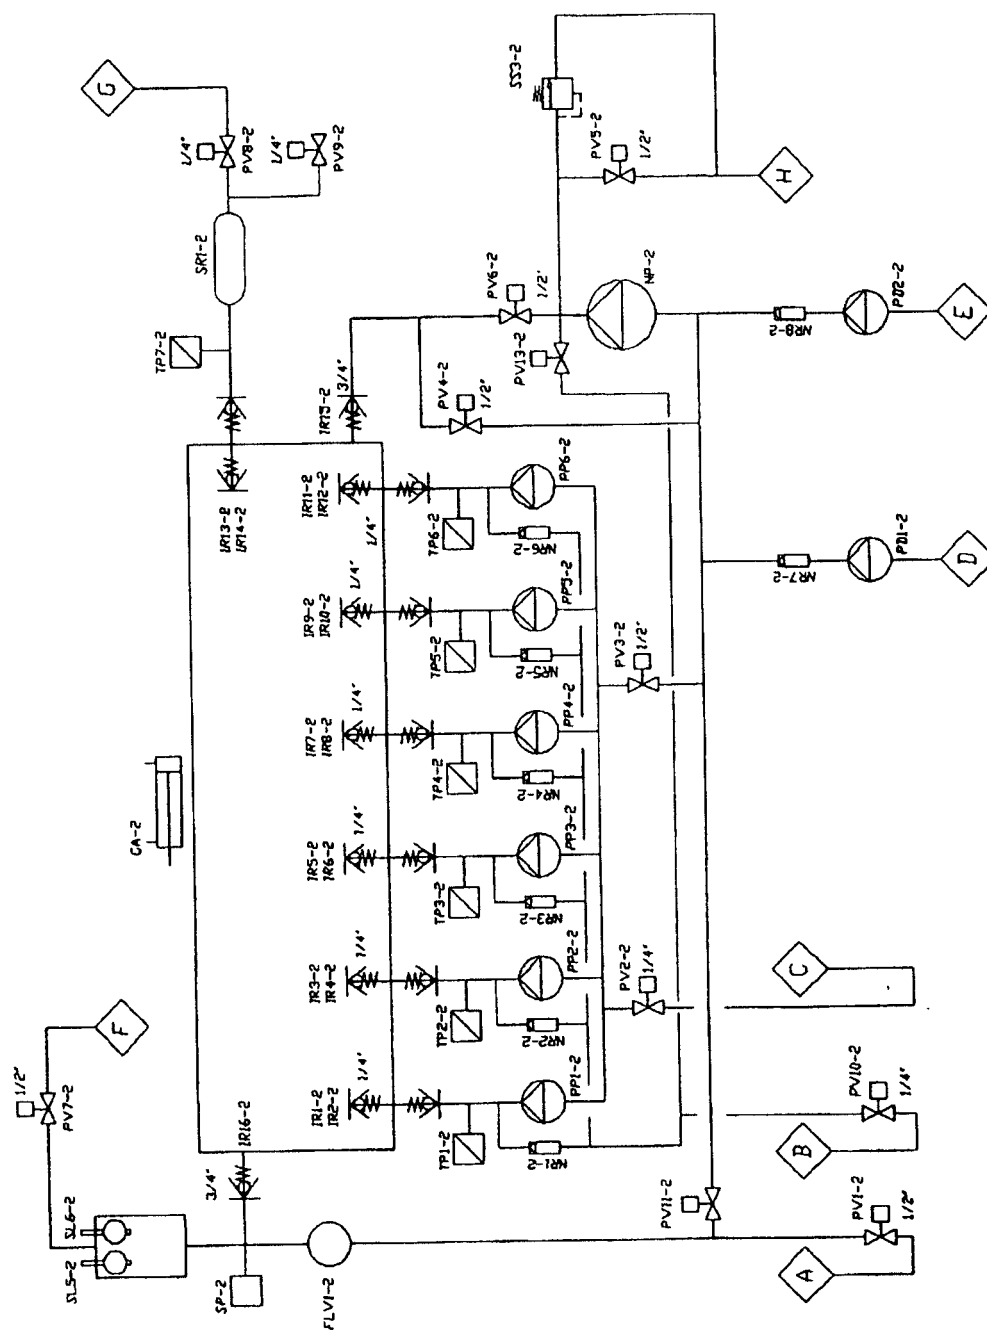 G
1/4"
PV8-2
1/4"
PV9-2
SR1-2
TP7-2
IR13-2
IR14-2
SS3-2
PV5-2
1/2"
H
PV6-2
1/2"
NP-2
PV13-2
PV4-2
1/2"
3/4"
IR15-2
NR8-2
PD2-2
E
CA-2
IR11-2
IR12-2
1/4"
TP6-2
NR6-2
PP6-2
IR9-2
IR10-2
1/4"
TP5-2
NR5-2
PP5-2
IR7-2
IR8-2
1/4"
TP4-2
NR4-2
PP4-2
IR5-2
IR6-2
1/4"
TP3-2
NR3-2
PP3-2
IR3-2
IR4-2
1/4"
TP2-2
NR2-2
PP2-2
IR1-2
IR2-2
1/4"
TP1-2
NR1-2
PP1-2
NR7-2
PD1-2
D
PV3-2
1/2"
PV2-2
1/4"
C
F
1/2"
PV7-2
IR16-2
3/4"
SL6-2
SL5-2
SP-2
FLV1-2
PV11-2
PV10-2
1/4"
B
PV1-2
1/2"
A